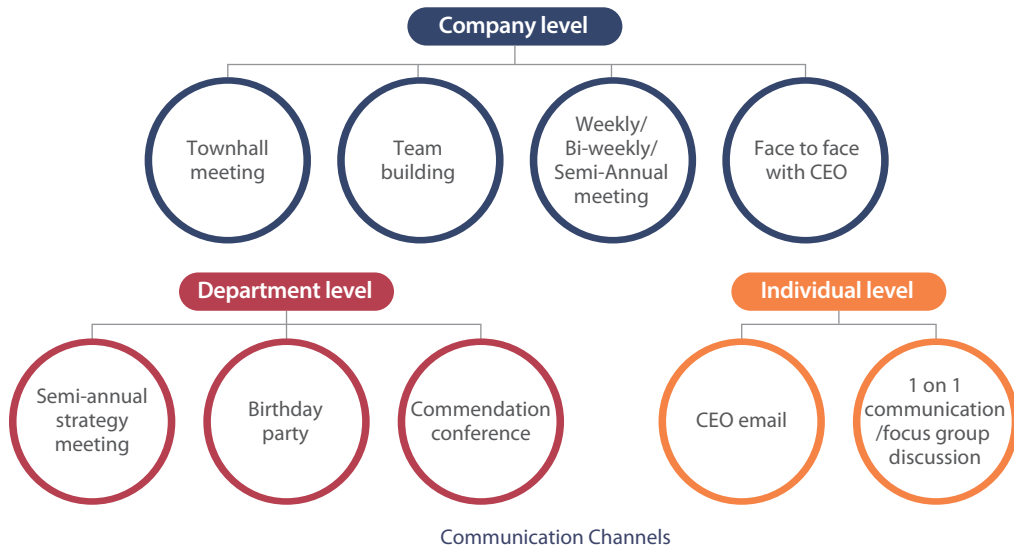 Company level
Townhall
meeting
Team
building
Weekly/
Bi-weekly/
Semi-Annual
meeting
Face to face
with CEO
Department level
Semi-annual
strategy
meeting
Birthday
party
Commendation
conference
Individual level
CEO email
1 on 1
communication
/focus group
discussion
Communication Channels